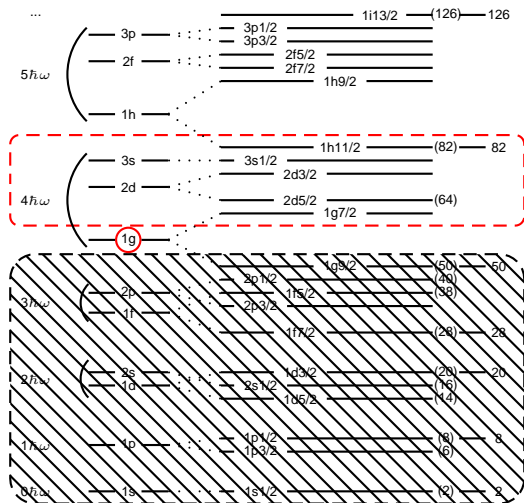 ... 1i13/2 (126) 126
3p 3p1/2
3p3/2
2f 2f5/2
5ℏω 2f7/2
1h9/2
1h
1h11/2 (82) 82
3s 3s1/2
2d3/2
2d
4ℏω 2d5/2 (64)
1g7/2
1g
1g9/2 (50) 50
2p1/2 (40)
2p 1f5/2 (38)
3ℏω 2p3/2
1f
1f7/2 (28) 28
2s 1d3/2 (20) 20
2ℏω 1d 2s1/2 (16)
1d5/2 (14)
1ℏω 1p 1p1/2 (8) 8
1p3/2 (6)
0ℏω 1s 1s1/2 (2) 2